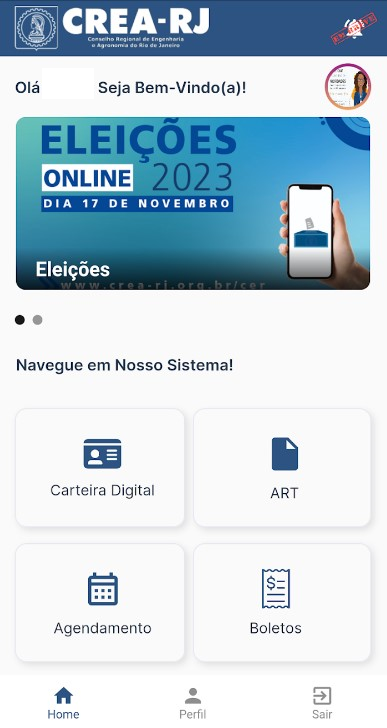 CREA-RJ
Conselho Regional de Engenharia
e Agronomia do Rio de Janeiro
Olá Seja Bem-Vindo(a)!
ELEIÇÕES
ONLINE 2023
DIA 17 DE NOVEMBRO
Eleições
www.crea-rj.org.br/cer
Navegue em Nosso Sistema!
Carteira Digital
ART
Agendamento
Boletos
Home
Perfil
Sair